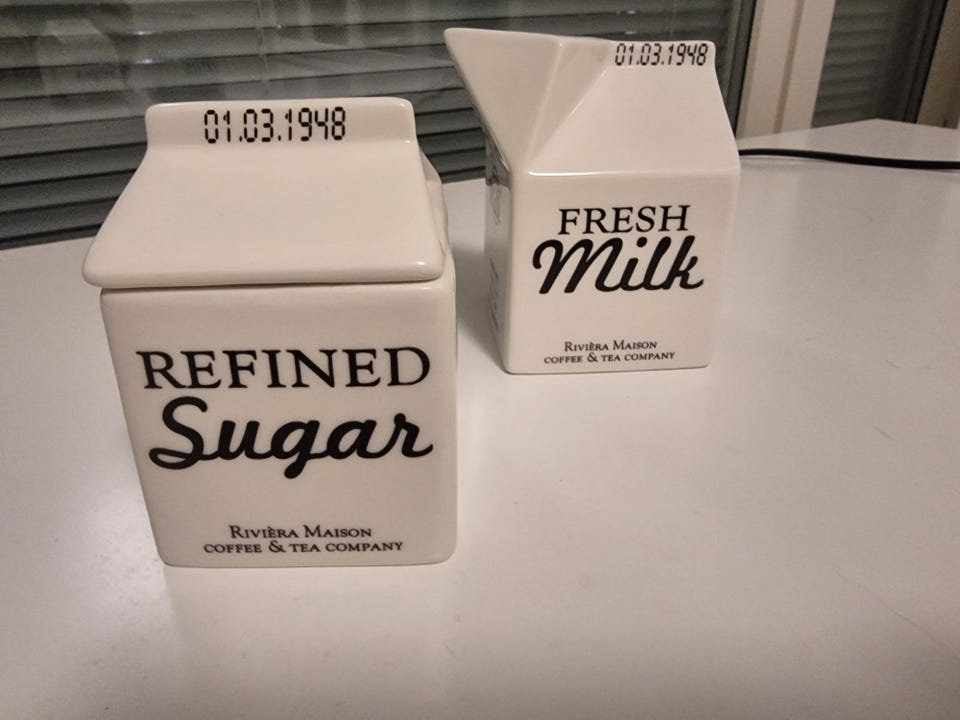 01.03.1948
REFINED
Sugar
RIVIÈRA MAISON
COFFEE & TEA COMPANY
01.03.1948
FRESH
Milk
RIVIÈRA MAISON
COFFEE & TEA COMPANY